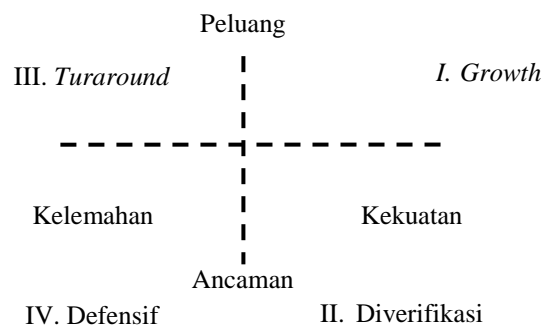 Peluang
III. Turaround
I. Growth
Kelemahan
Kekuatan
Ancaman
IV. Defensif
II. Diverifikasi